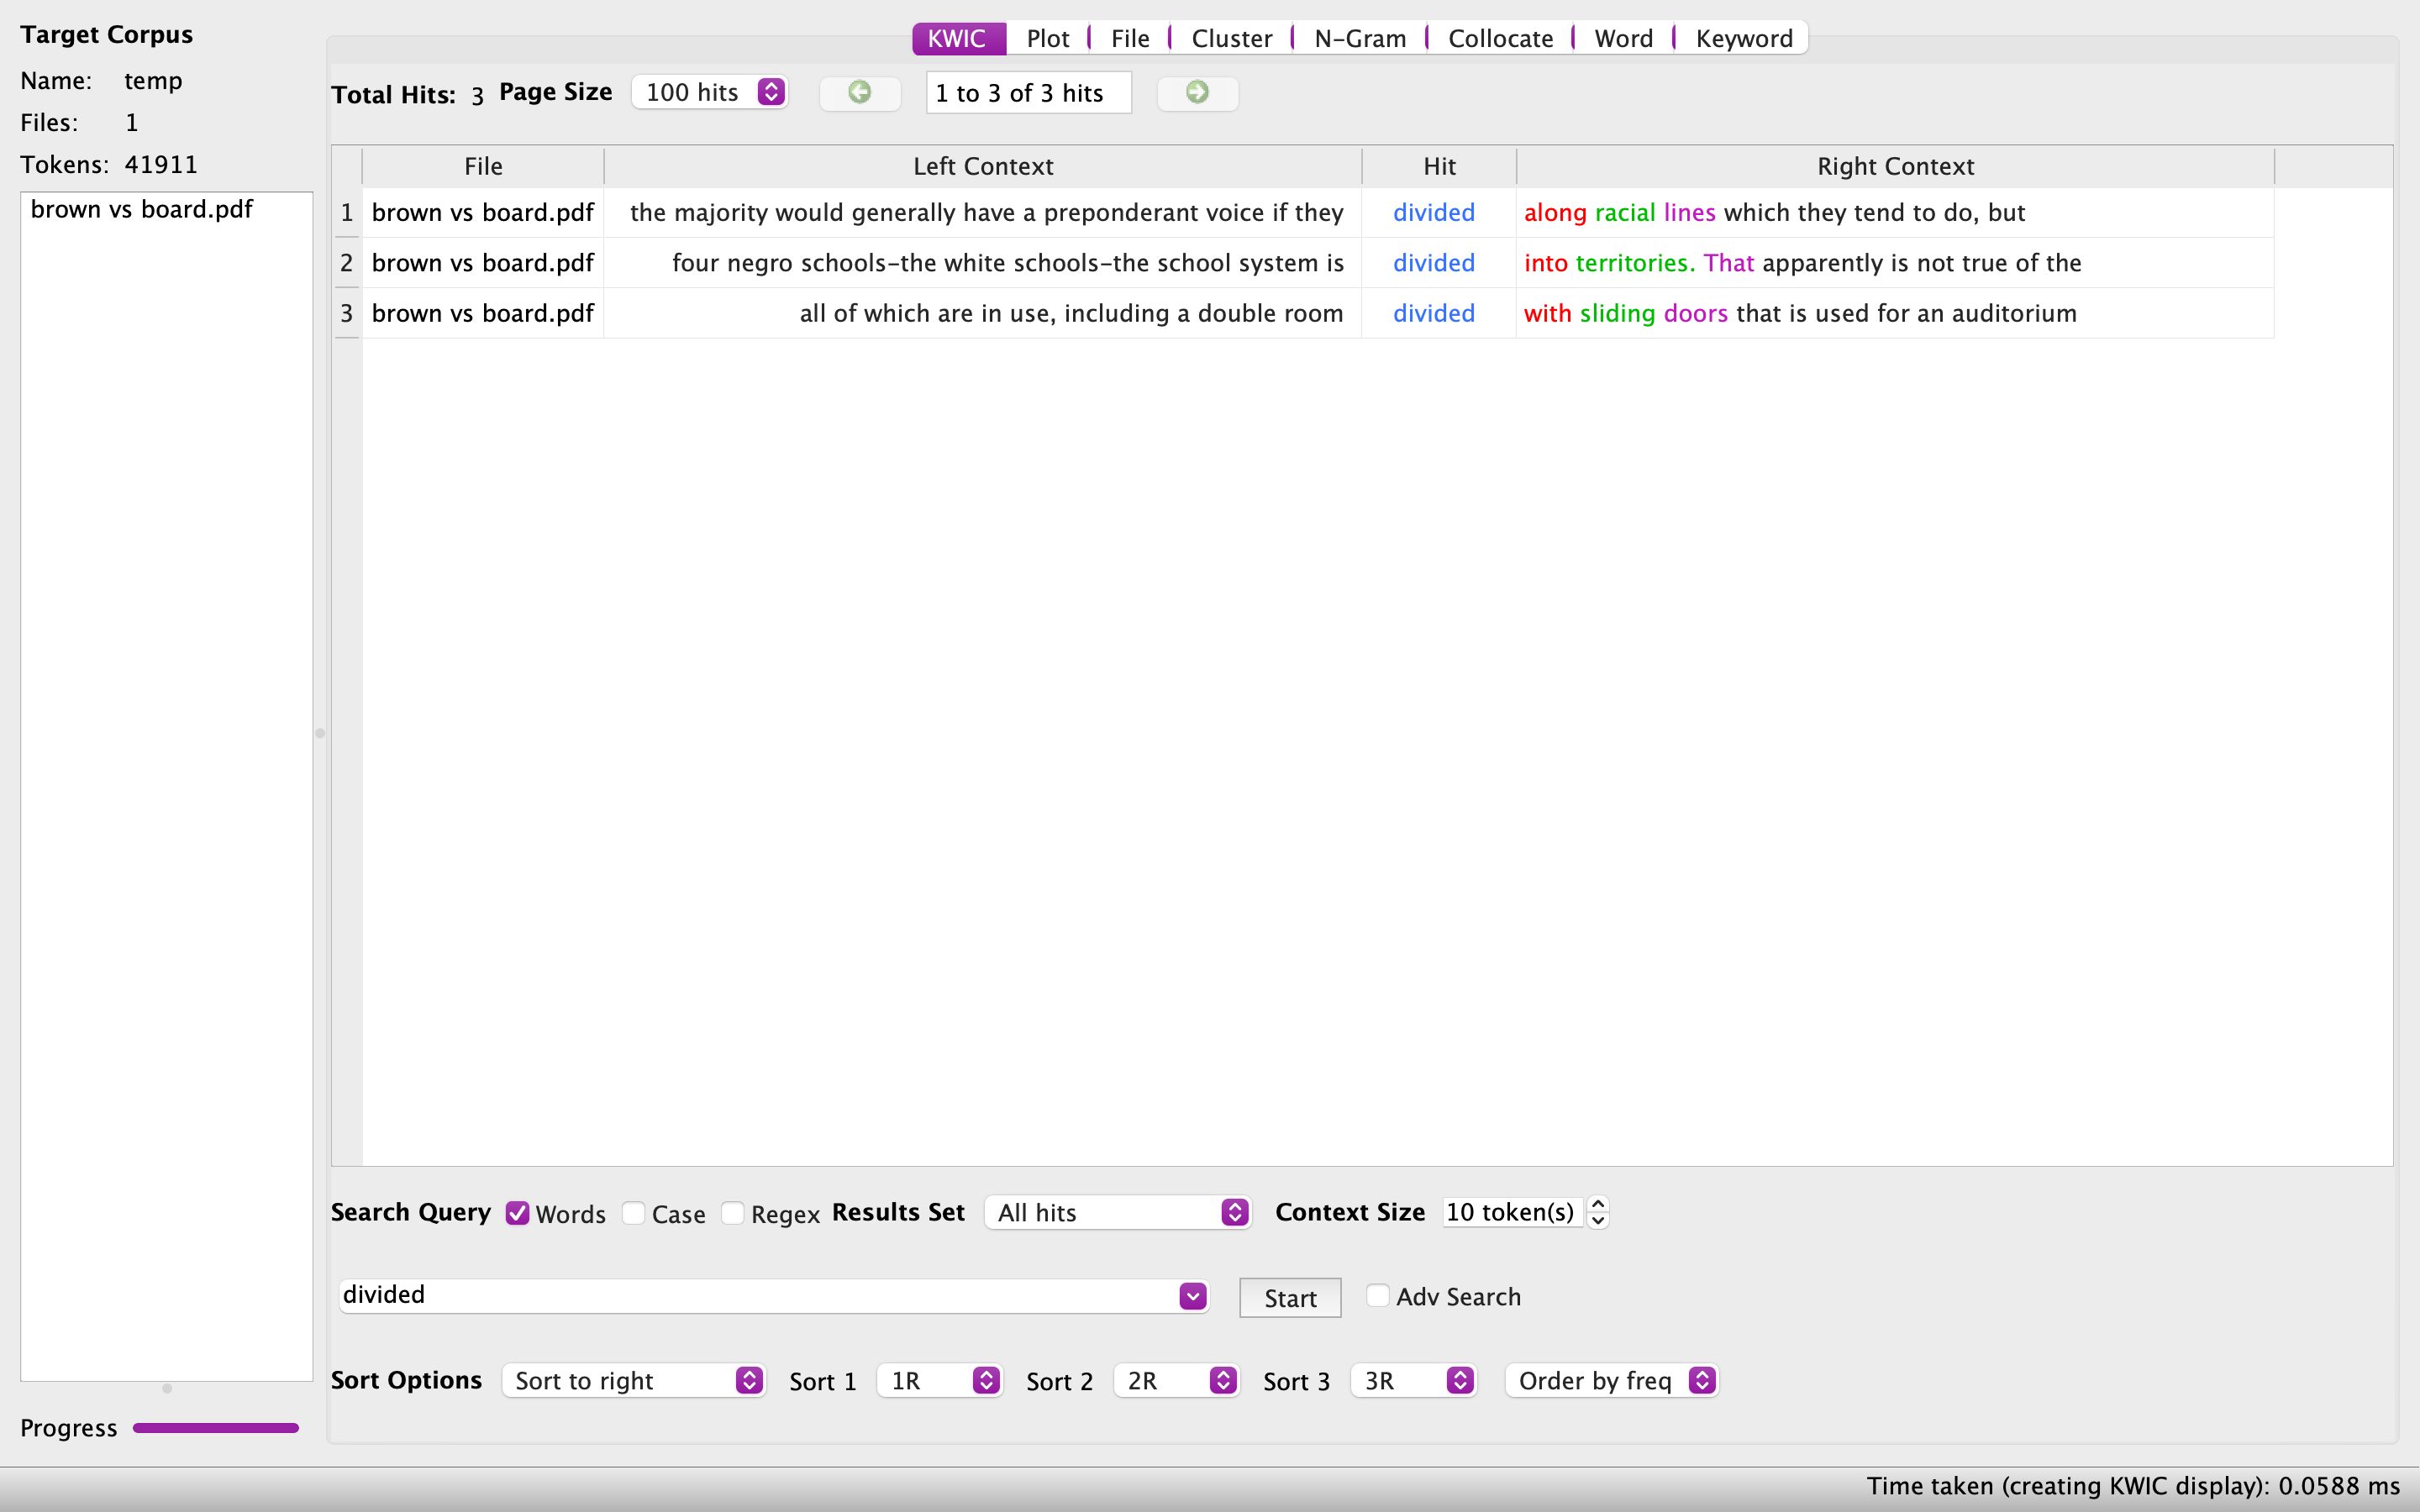 Target Corpus
Name: temp
Files: 1
Tokens: 41911
brown vs board.pdf
Progress
KWIC Plot File Cluster N-Gram Collocate Word Keyword
Total Hits: 3 Page Size 100 hits 1 to 3 of 3 hits
File Left Context Hit Right Context
1 brown vs board.pdf the majority would generally have a preponderant voice if they divided along racial lines which they tend to do, but
2 brown vs board.pdf four negro schools-the white schools-the school system is divided into territories. That apparently is not true of the
3 brown vs board.pdf all of which are in use, including a double room divided with sliding doors that is used for an auditorium
Search Query Words Case Regex Results Set All hits Context Size 10 token(s)
divided Start Adv Search
Sort Options Sort to right Sort 1 1R Sort 2 2R Sort 3 3R Order by freq
Time taken (creating KWIC display): 0.0588 ms